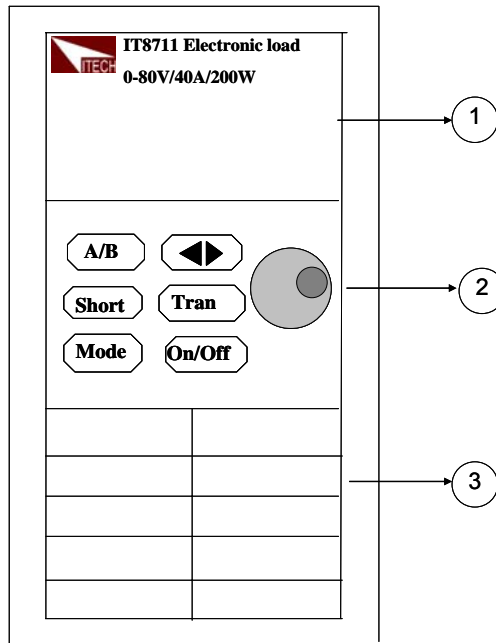 ITECH
IT8711 Electronic load
0-80V/40A/200W
1
A/B ◀▶
Short Tran
2
Mode On/Off
3